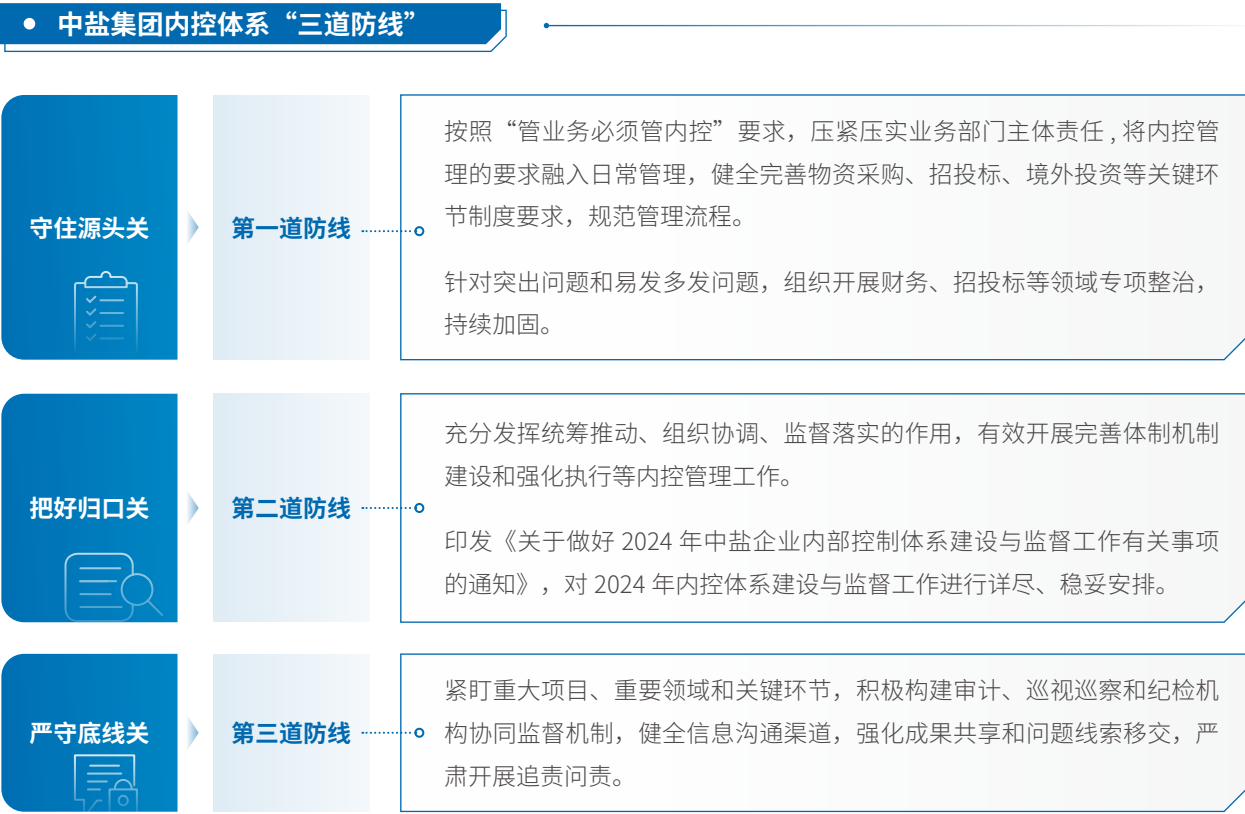 中盐集团内控体系“三道防线”
守住源头关
第一道防线
按照“管业务必须管内控”要求，压紧压实业务部门主体责任 , 将内控管
理的要求融入日常管理，健全完善物资采购、招投标、境外投资等关键环
节制度要求，规范管理流程。
针对突出问题和易发多发问题，组织开展财务、招投标等领域专项整治，
持续加固。
把好归口关
第二道防线
充分发挥统筹推动、组织协调、监督落实的作用，有效开展完善体制机制
建设和强化执行等内控管理工作。
印发《关于做好 2024 年中盐企业内部控制体系建设与监督工作有关事项
的通知》，对 2024 年内控体系建设与监督工作进行详尽、稳妥安排。
严守底线关
第三道防线
紧盯重大项目、重要领域和关键环节，积极构建审计、巡视巡察和纪检机
构协同监督机制，健全信息沟通渠道，强化成果共享和问题线索移交，严
肃开展追责问责。